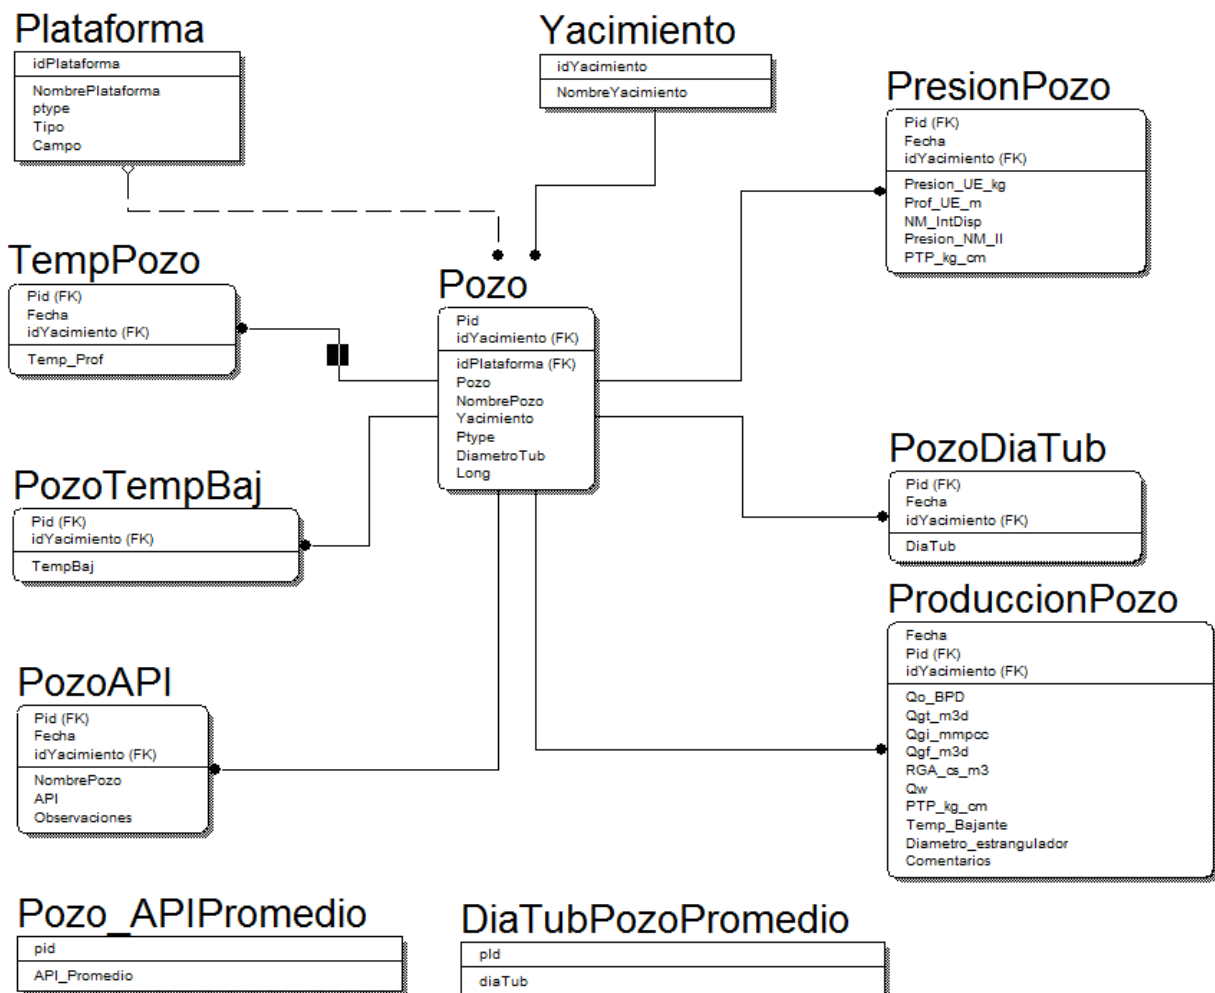 Plataforma
idPlataforma
NombrePlataforma
ptype
Tipo
Campo
Yacimiento
idYacimiento
NombreYacimiento
PresionPozo
Pid (FK)
Fecha
idYacimiento (FK)
Presion_UE_kg
Prof_UE_m
NM_IntDisp
Presion_NM_II
PTP_kg_cm
TempPozo
Pid (FK)
Fecha
idYacimiento (FK)
Temp_Prof
Pozo
Pid
idYacimiento (FK)
idPlataforma (FK)
Pozo
NombrePozo
Yacimiento
Ptype
DiametroTub
Long
PozoDiaTub
Pid (FK)
Fecha
idYacimiento (FK)
DiaTub
PozoTempBaj
Pid (FK)
idYacimiento (FK)
TempBaj
ProduccionPozo
Fecha
Pid (FK)
idYacimiento (FK)
Qo_BPD
Qgt_m3d
Qgi_mmpcc
Qgf_m3d
RGA_cs_m3
Qw
PTP_kg_cm
Temp_Bajante
Diametro_estrangulador
Comentarios
PozoAPI
Pid (FK)
Fecha
idYacimiento (FK)
NombrePozo
API
Observaciones
Pozo_APIPromedio
pid
API_Promedio
DiaTubPozoPromedio
pId
diaTub